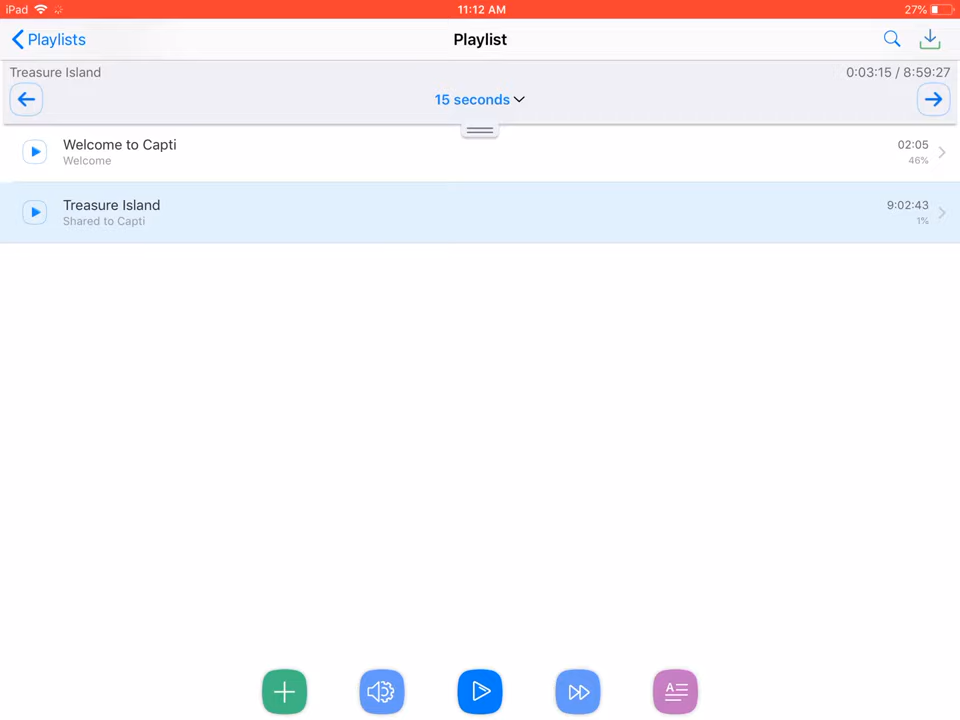 iPad 11:12 AM 27%
Playlists Playlist
Treasure Island 0:03:15 / 8:59:27
15 seconds
Welcome to Capti 02:05
Welcome 46%
Treasure Island 9:02:43
Shared to Capti 1%
A